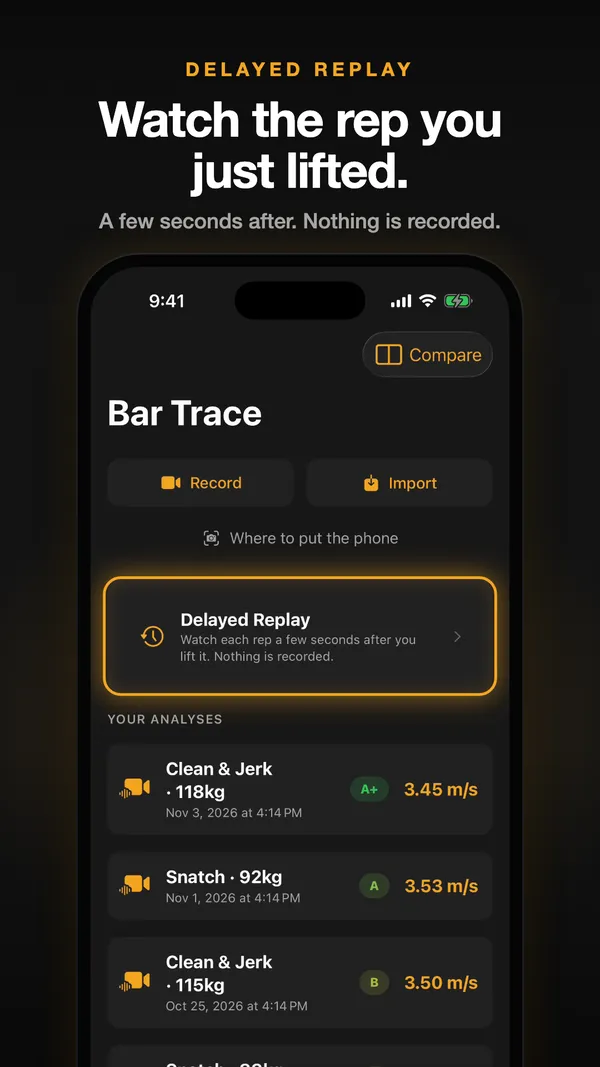 DELAYED REPLAY
Watch the rep you
just lifted.
A few seconds after. Nothing is recorded.
9:41
Compare
Bar Trace
Record
Import
Where to put the phone
Delayed Replay
Watch each rep a few seconds after you
lift it. Nothing is recorded.
YOUR ANALYSES
Clean & Jerk
· 118kg
Nov 3, 2026 at 4:14 PM
A+
3.45 m/s
Snatch · 92kg
Nov 1, 2026 at 4:14 PM
A
3.53 m/s
Clean & Jerk
· 115kg
Oct 25, 2026 at 4:14 PM
B
3.50 m/s